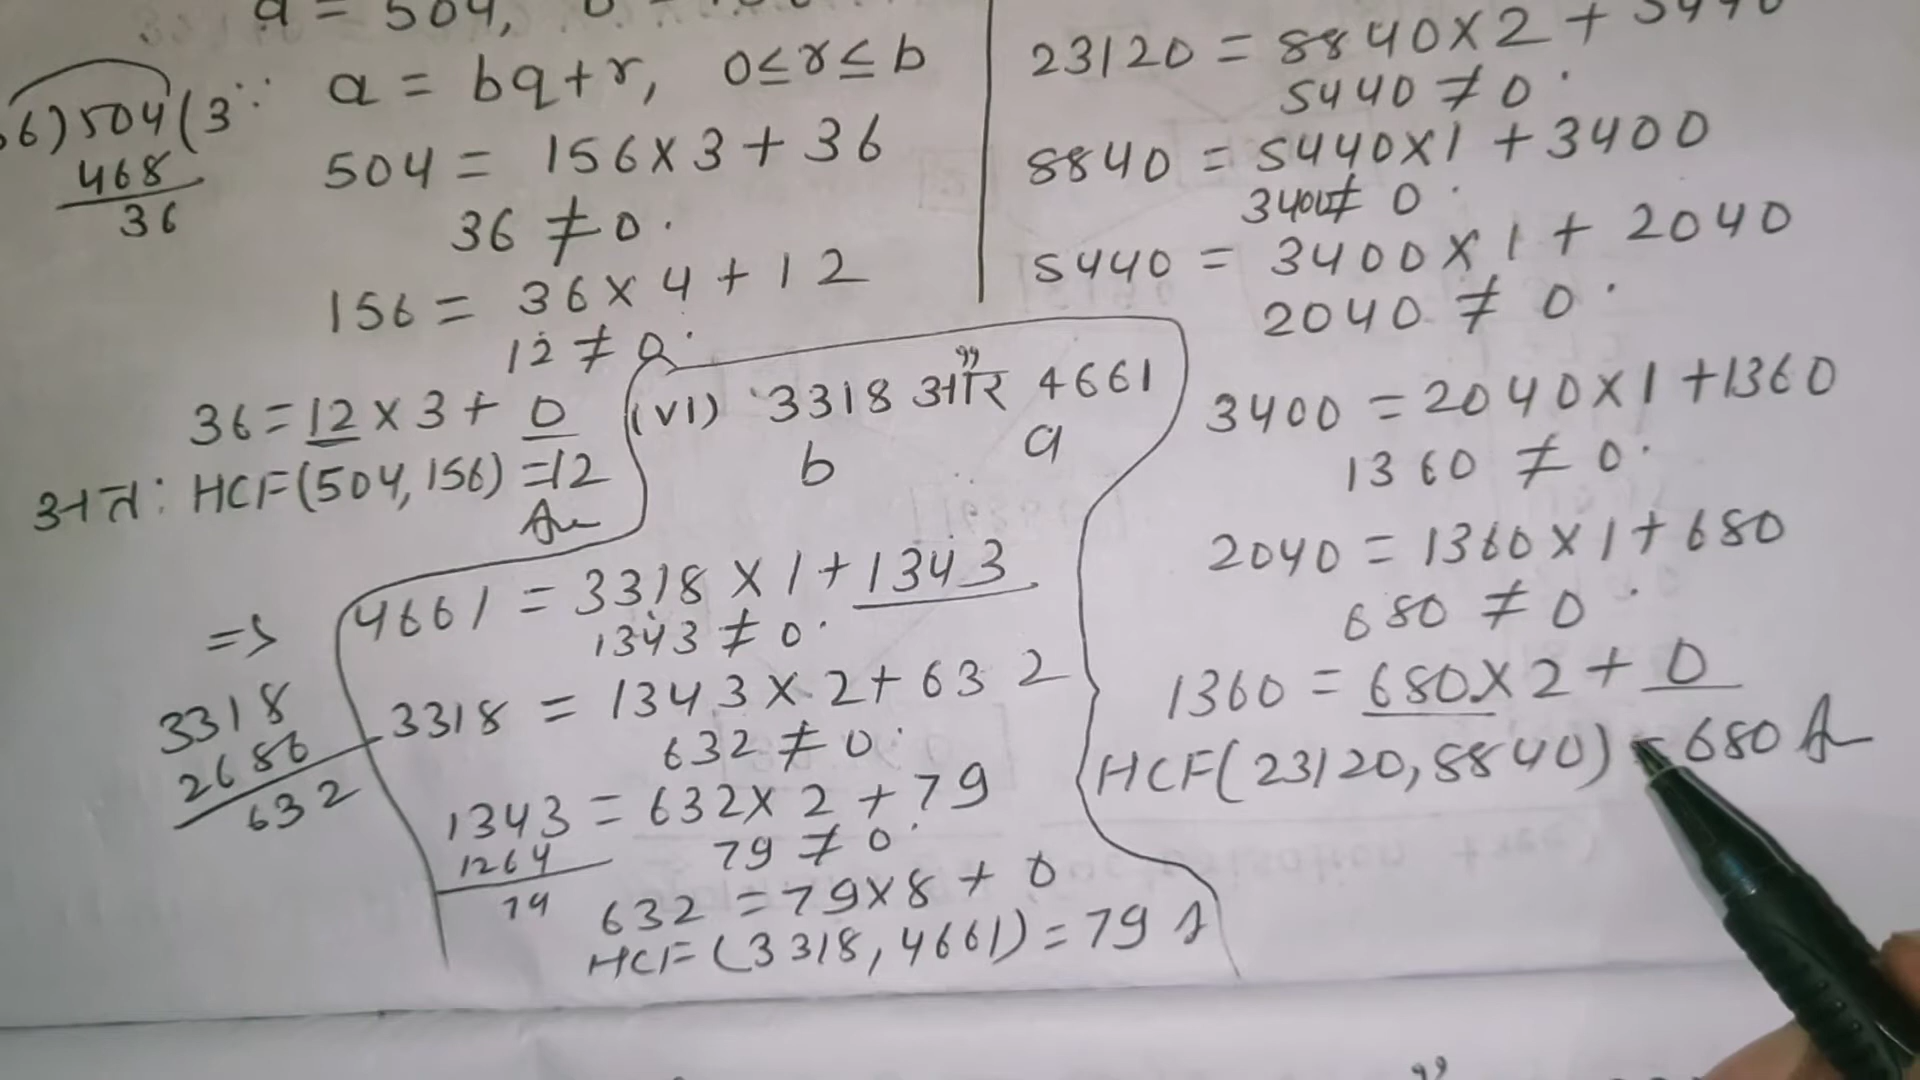 a = 504,
6)504(3
468
36
∵ a = bq+r, 0≤r≤b
504 = 156×3+36
36 ≠0.
156 = 36×4+12
12 ≠ 0.
36=12×3+0
अत: HCF(504,156)=12
Ans
(VI) 3318 और 4661
b a
4661 = 3318 ×1+1343
1343 ≠ 0.
=>
3318
2686
632
3318 = 1343×2+632
632 ≠ 0.
1343 = 632×2+79
1264
79
79 ≠ 0.
632 =79×8 + 0
HCF(3318,4661)=79
23120 = 8840×2+5440
5440 ≠ 0.
8840 = 5440×1+3400
3400≠ 0.
5440 = 3400×1+2040
2040 ≠ 0.
3400 =2040×1+1360
1360 ≠ 0.
2040 =1360×1+680
680 ≠ 0.
1360 = 680×2+0
HCF(23120,8840)=680 A